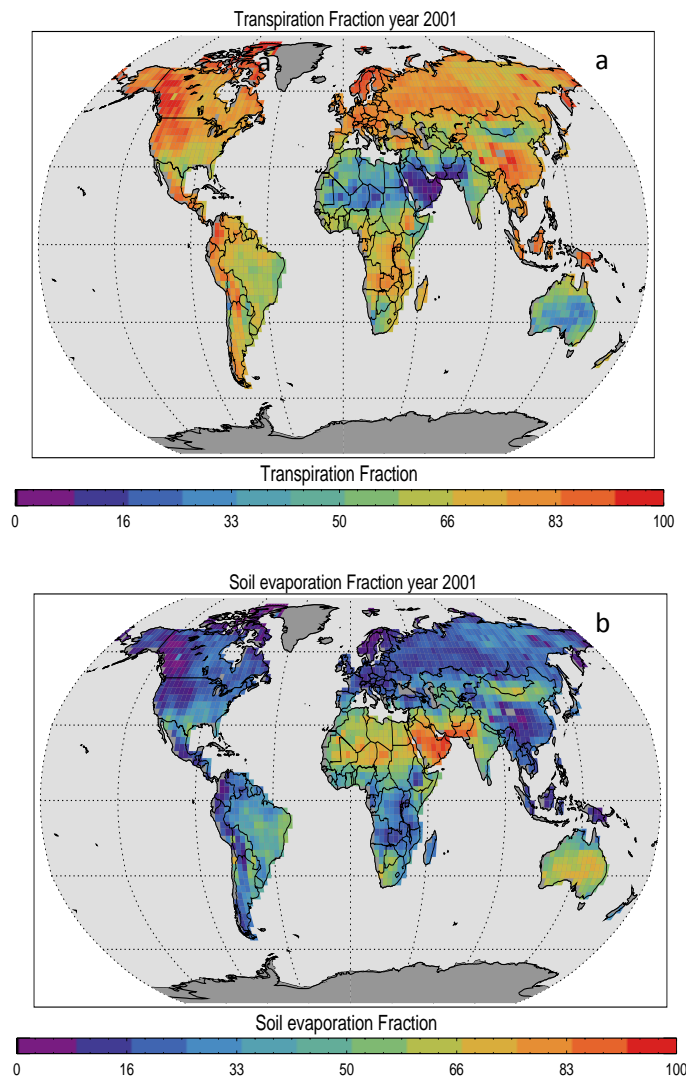 Transpiration Fraction year 2001
a a
Transpiration Fraction
0 16 33 50 66 83 100
Soil evaporation Fraction year 2001
b
Soil evaporation Fraction
0 16 33 50 66 83 100